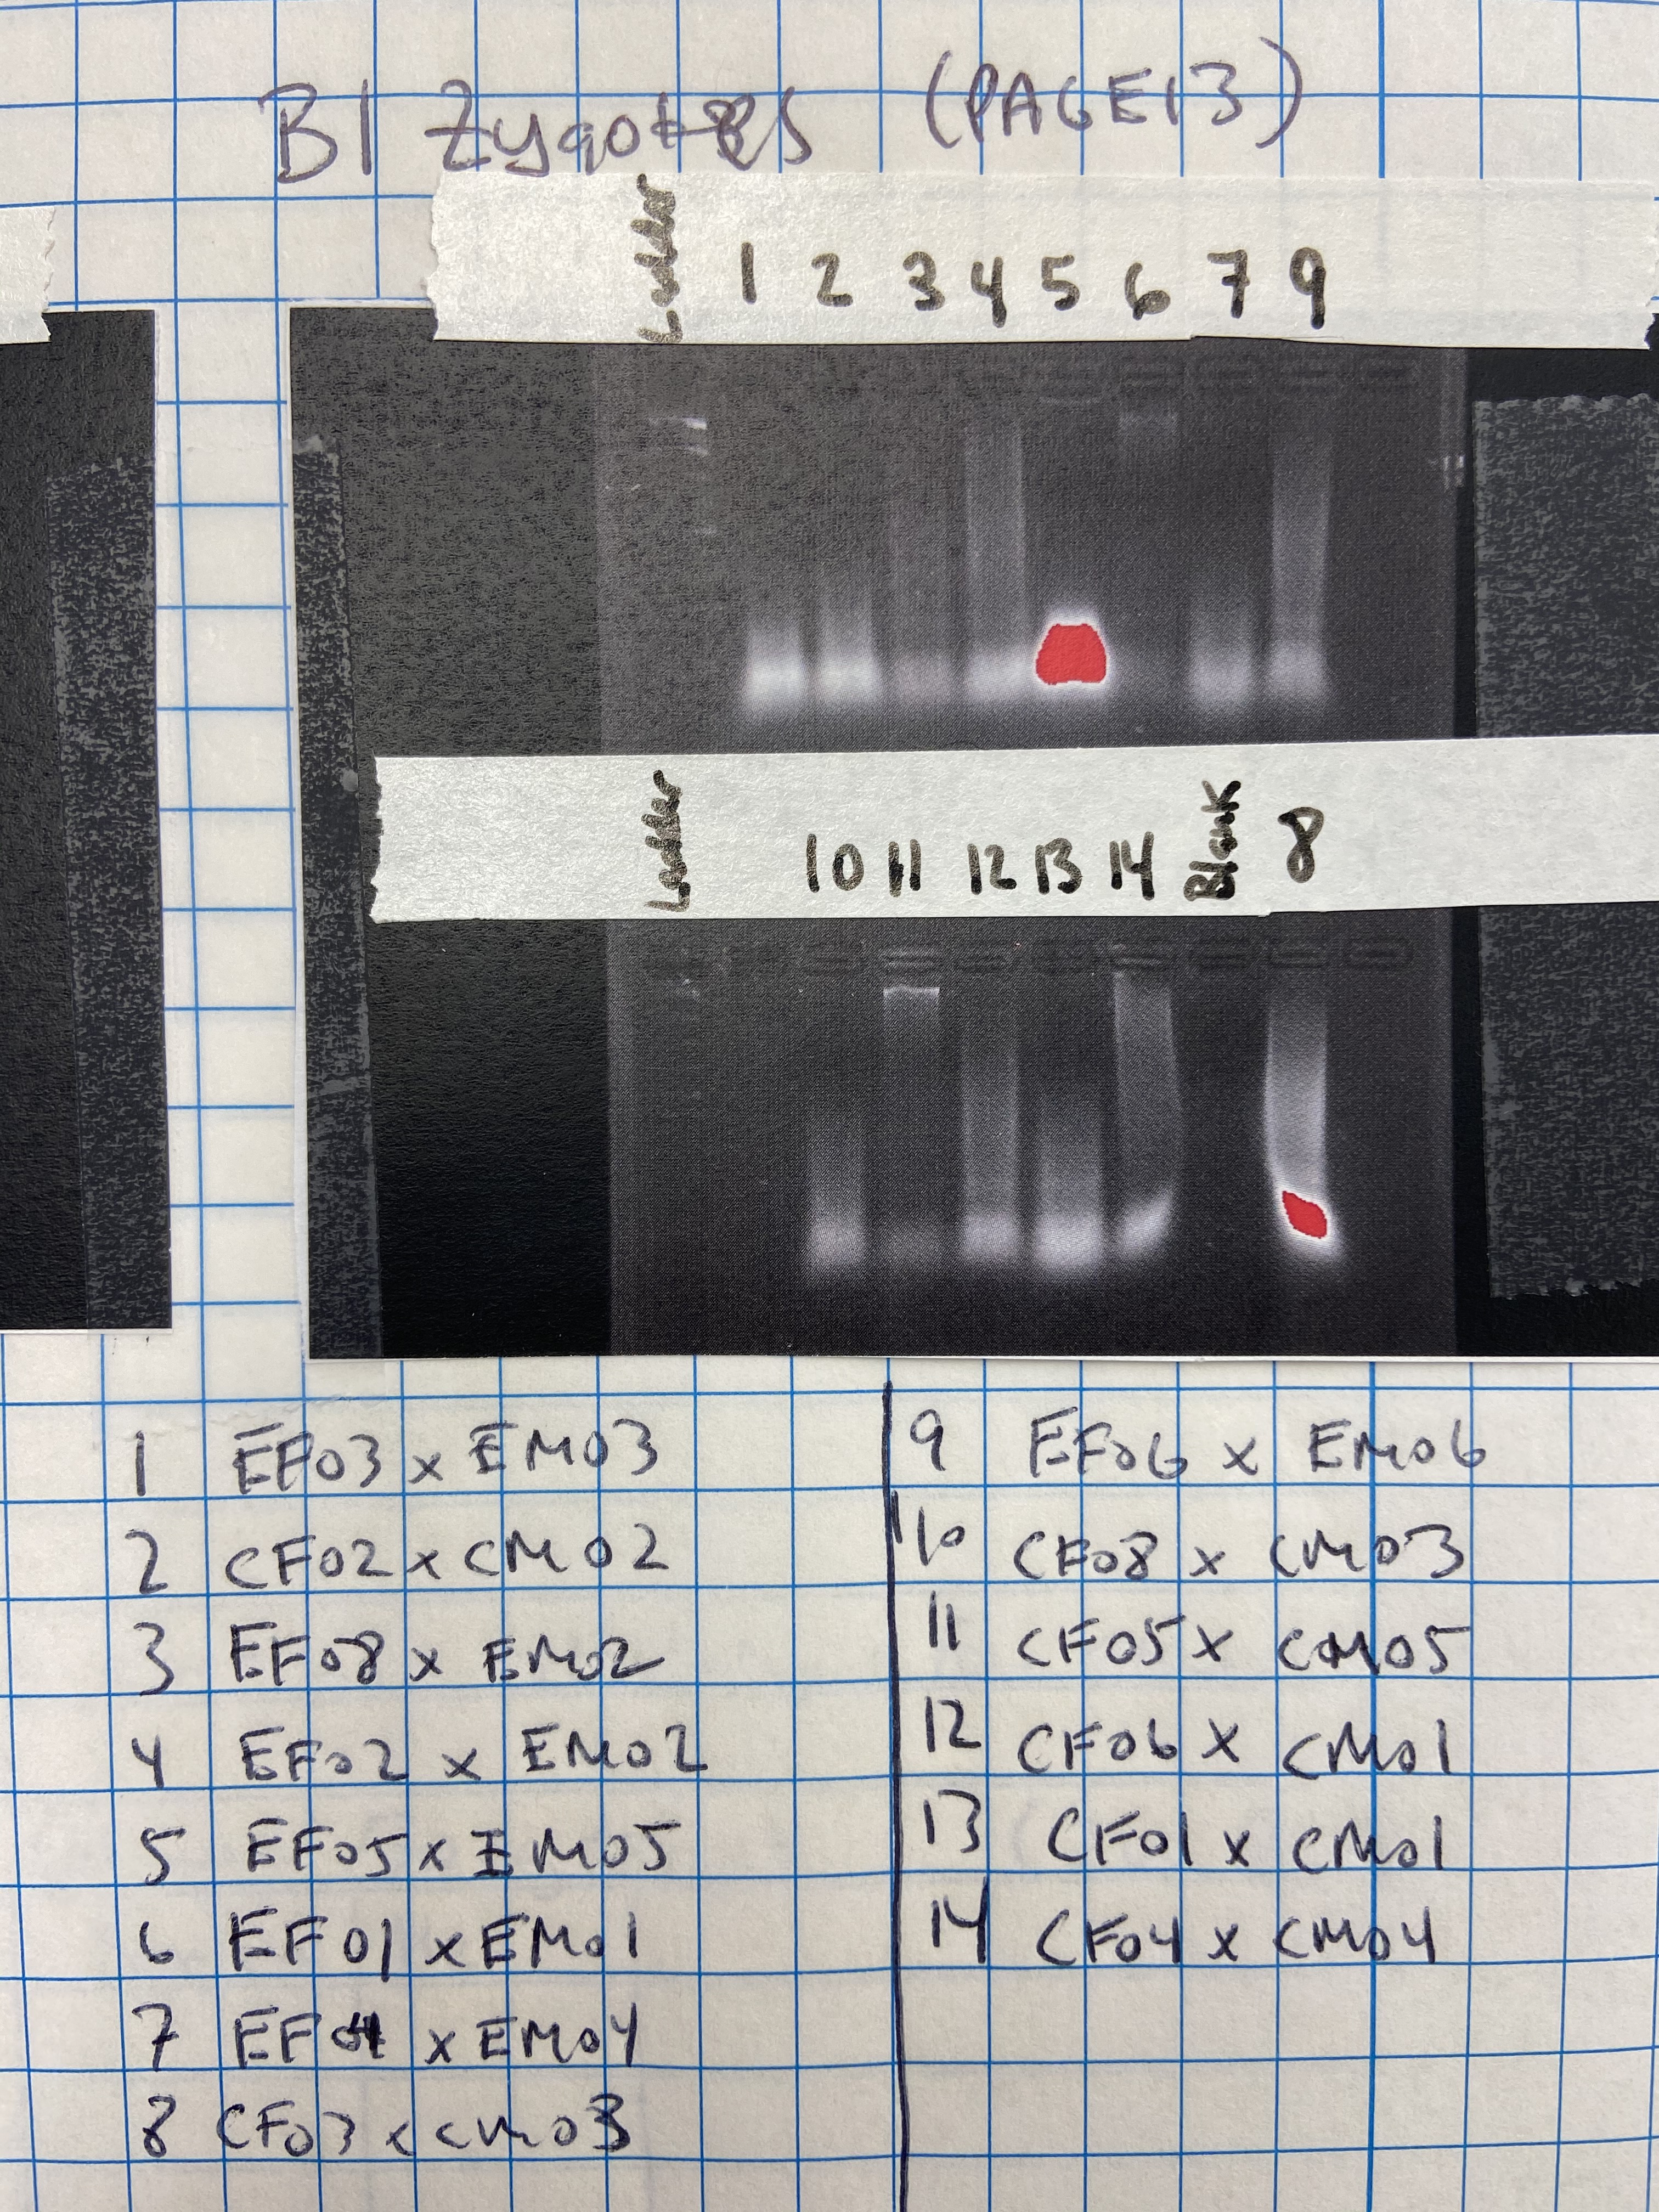 B1 Zygotes (PAGE13)
Ladder 1 2 3 4 5 6 7 9
Ladder 10 11 12 13 14 Blank 8
1 EF03 x EM03
2 CF02 x CM02
3 EF08 x EM02
4 EF02 x EM02
5 EF05 x EM05
6 EF01 x EM01
7 EF04 x EM04
8 CF03 x CM03
9 EF06 x EM06
10 CF08 x CM03
11 CF05 x CM05
12 CF06 x CM01
13 CF01 x CM01
14 CF04 x CM04